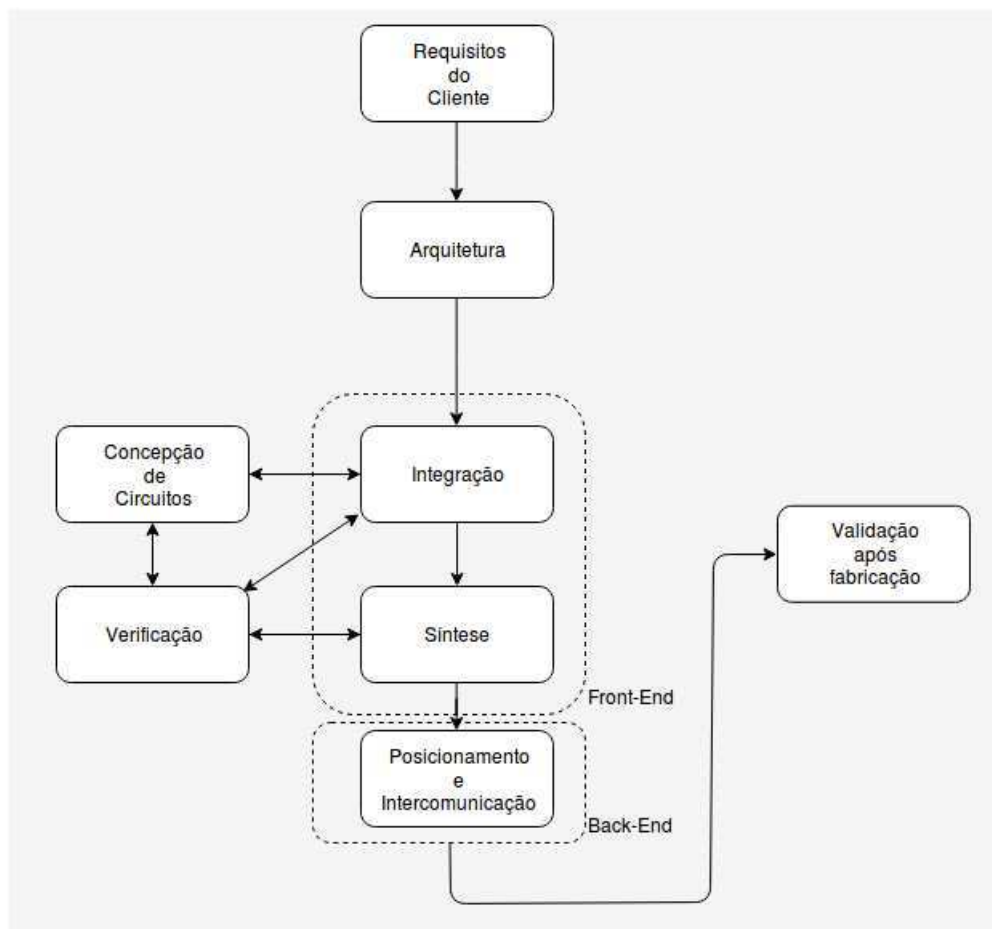 Requisitos
do
Cliente
Arquitetura
Concepção
de
Circuitos
Integração
Validação
após
fabricação
Verificação
Síntese
Front-End
Posicionamento
e
Intercomunicação
Back-End